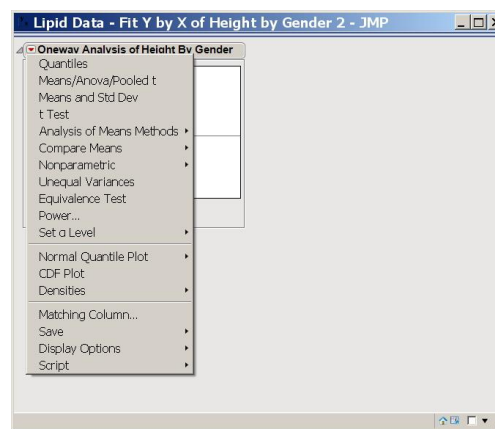 Lipid Data - Fit Y by X of Height by Gender 2 - JMP
Oneway Analysis of Height By Gender
Quantiles
Means/Anova/Pooled t
Means and Std Dev
t Test
Analysis of Means Methods
Compare Means
Nonparametric
Unequal Variances
Equivalence Test
Power...
Set α Level
Normal Quantile Plot
CDF Plot
Densities
Matching Column...
Save
Display Options
Script